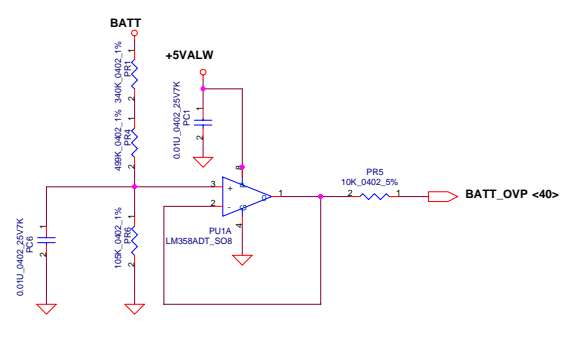 BATT
+5VALW
1
PR1
340K_0402_1%
2
1
PR4
499K_0402_1%
2
1
PC1
0.01U_0402_25V7K
2
8
3
+
P
2
-
G
O
1
4
PU1A
LM358ADT_SO8
PR5
10K_0402_5%
2
1
BATT_OVP <40>
1
PC6
0.01U_0402_25V7K
2
1
PR6
105K_0402_1%
2